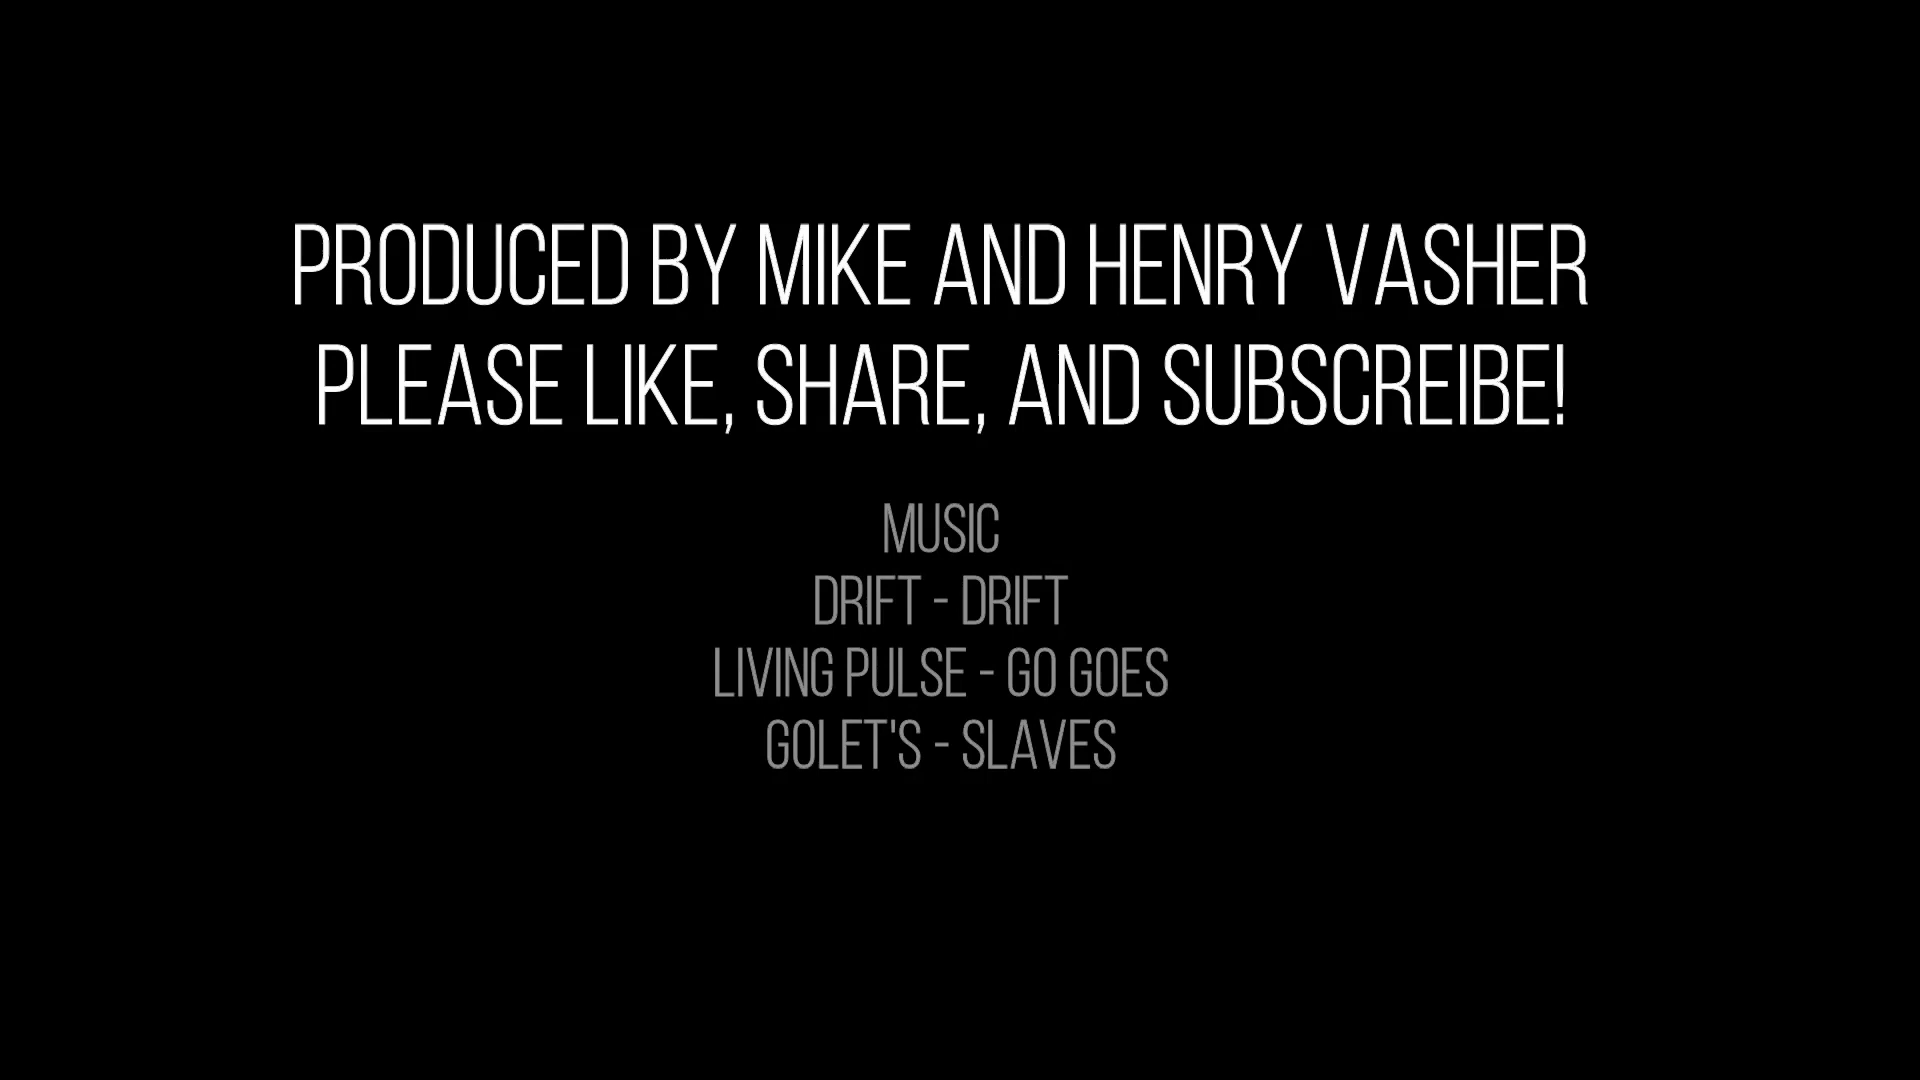 PRODUCED BY MIKE AND HENRY VASHER
PLEASE LIKE, SHARE, AND SUBSCREIBE!
MUSIC
DRIFT - DRIFT
LIVING PULSE - GO GOES
GOLET'S - SLAVES